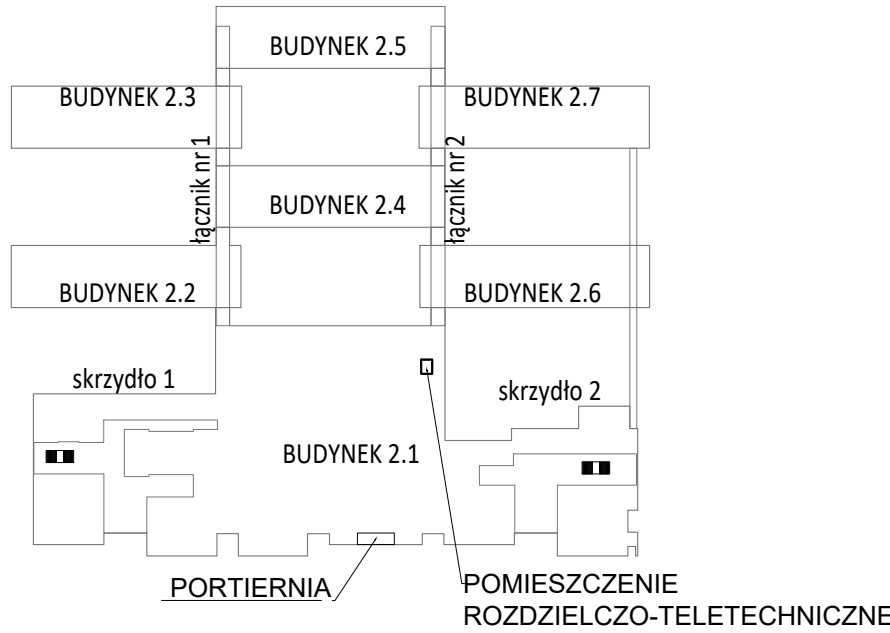 BUDYNEK 2.5
BUDYNEK 2.3
BUDYNEK 2.7
łącznik nr 1
łącznik nr 2
BUDYNEK 2.4
BUDYNEK 2.2
BUDYNEK 2.6
skrzydło 1
skrzydło 2
BUDYNEK 2.1
PORTIERNIA
POMIESZCZENIE
ROZDZIELCZO-TELETECHNICZNE